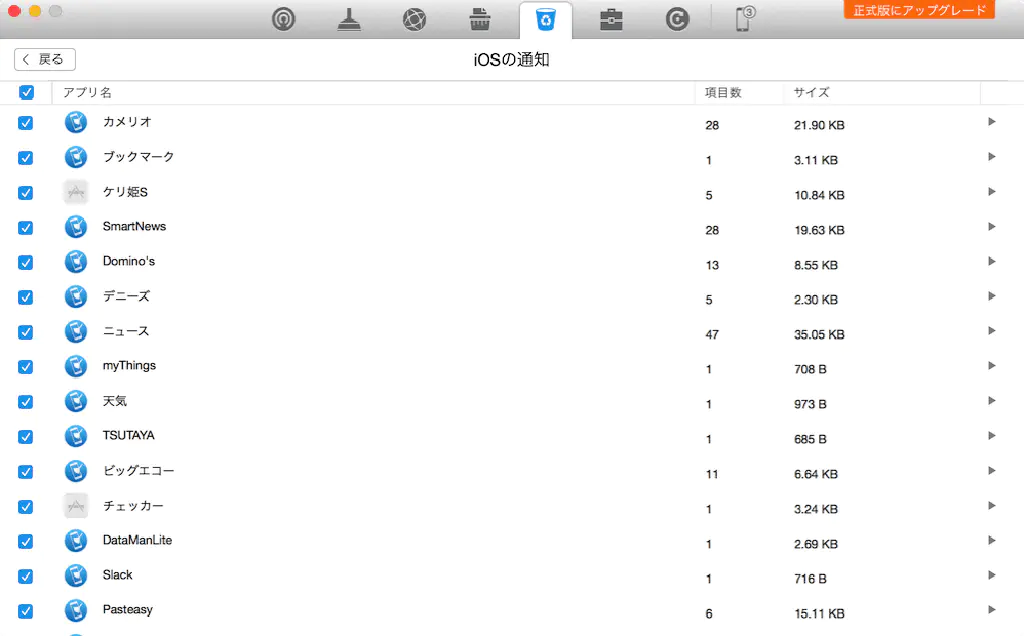 3
正式版にアップグレード
戻る
iOSの通知
アプリ名 項目数 サイズ
カメリオ 28 21.90 KB
ブックマーク 1 3.11 KB
ケリ姫S 5 10.84 KB
SmartNews 28 19.63 KB
Domino's 13 8.55 KB
デニーズ 5 2.30 KB
ニュース 47 35.05 KB
myThings 1 708 B
天気 1 973 B
TSUTAYA 1 685 B
ビッグエコー 11 6.64 KB
チェッカー 1 3.24 KB
DataManLite 1 2.69 KB
Slack 1 716 B
Pasteasy 6 15.11 KB